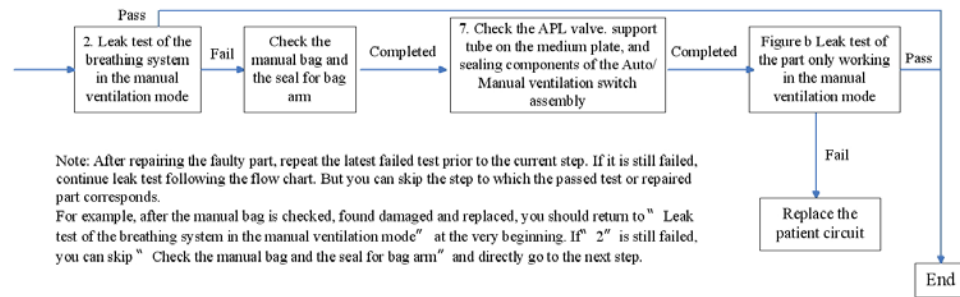 Pass
2. Leak test of the
breathing system
in the manual
ventilation mode
Fail
Check the
manual bag and
the seal for bag
arm
Completed
7. Check the APL valve. support
tube on the medium plate, and
sealing components of the Auto/
Manual ventilation switch
assembly
Completed
Figure b Leak test of
the part only working
in the manual
ventilation mode
Pass
Fail
Replace the
patient circuit
End
Note: After repairing the faulty part, repeat the latest failed test prior to the current step. If it is still failed,
continue leak test following the flow chart. But you can skip the step to which the passed test or repaired
part corresponds.
For example, after the manual bag is checked, found damaged and replaced, you should return to“ Leak
test of the breathing system in the manual ventilation mode” at the very beginning. If“ 2” is still failed,
you can skip “ Check the manual bag and the seal for bag arm” and directly go to the next step.